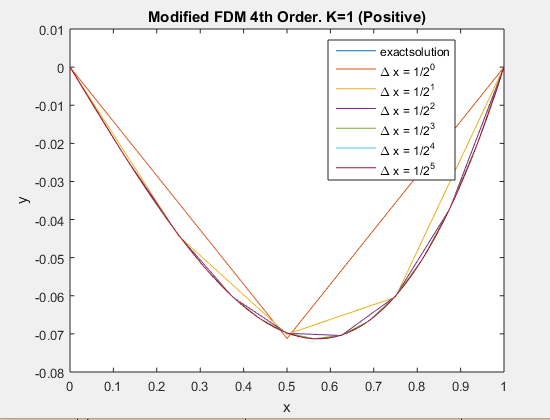 Modified FDM 4th Order. K=1 (Positive)
0.01
0
-0.01
-0.02
-0.03
-0.04
-0.05
-0.06
-0.07
-0.08
y
exactsolution
Δ x = 1/2^0
Δ x = 1/2^1
Δ x = 1/2^2
Δ x = 1/2^3
Δ x = 1/2^4
Δ x = 1/2^5
0 0.1 0.2 0.3 0.4 0.5 0.6 0.7 0.8 0.9 1
x